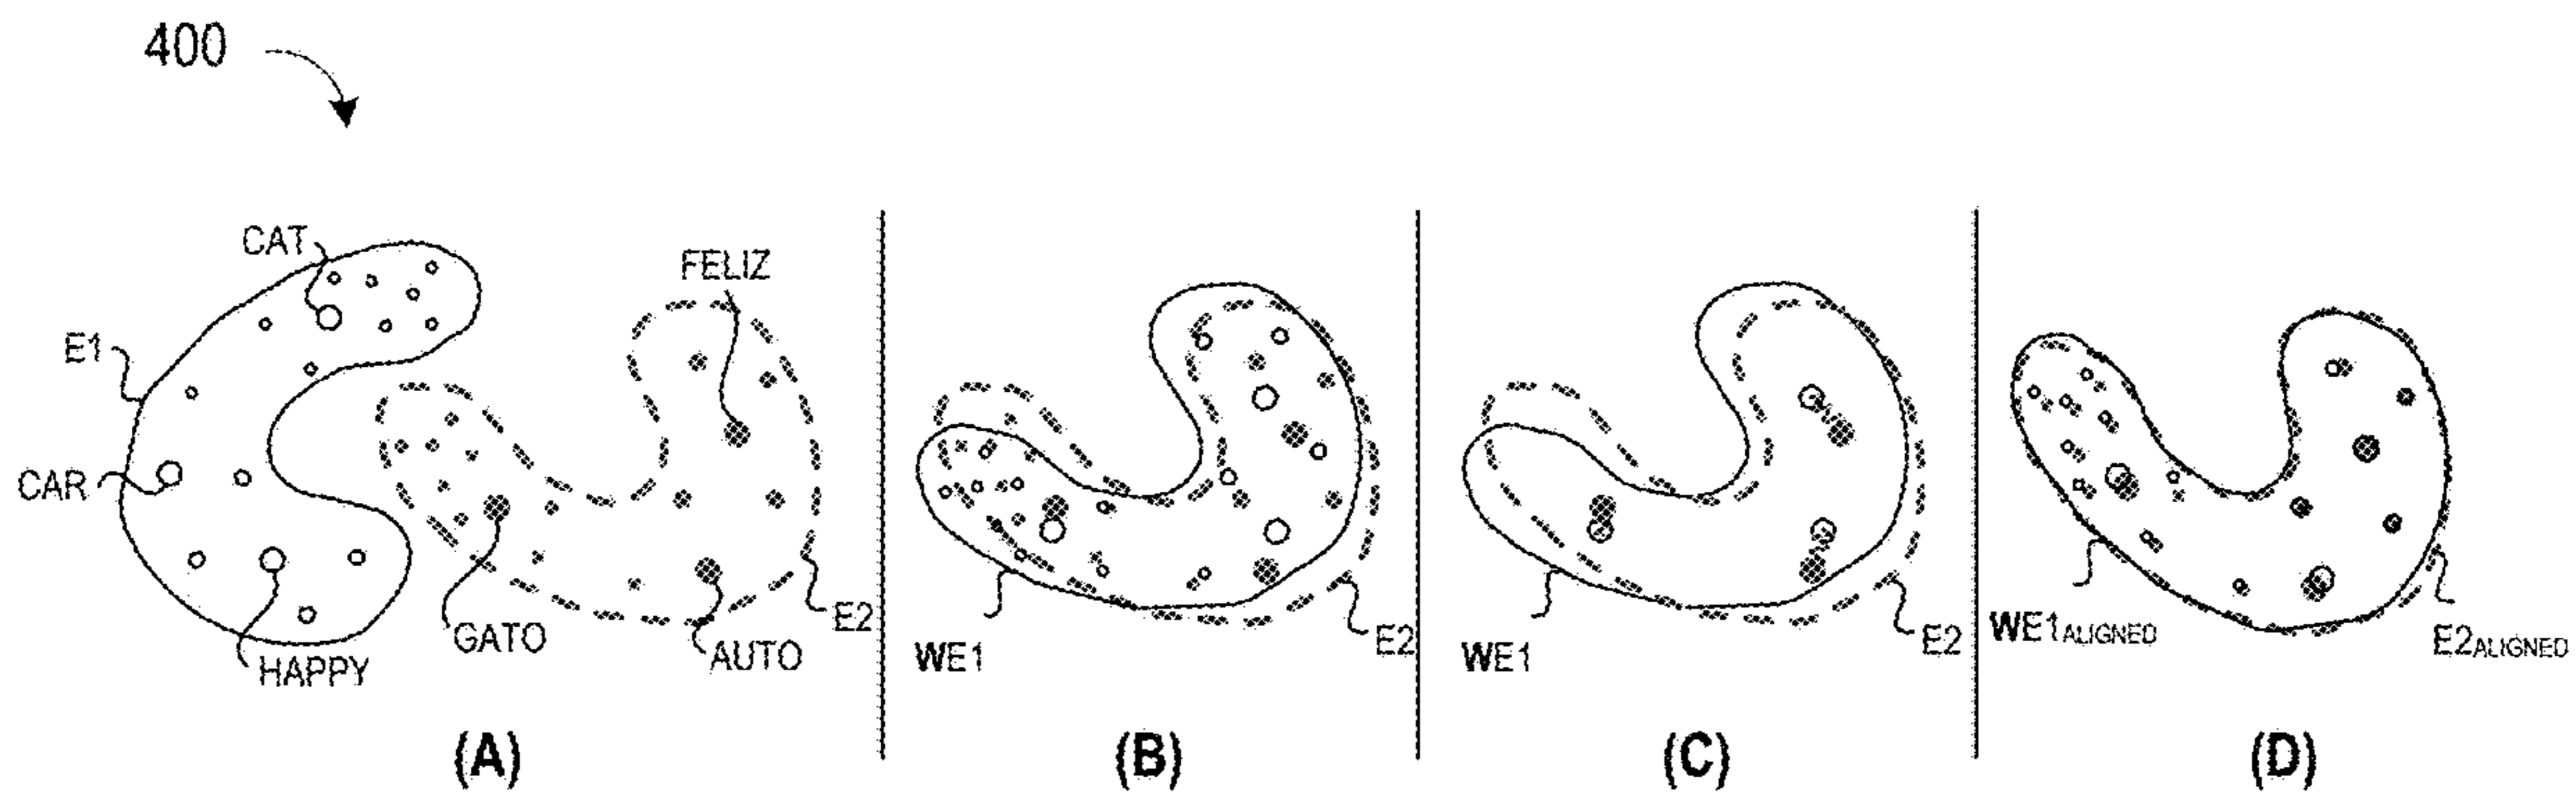 400
CAT
FELIZ
E1
CAR
HAPPY
GATO
AUTO
E2
WE1
E2
WE1
E2
WE1ALIGNED
E2ALIGNED
(A)
(B)
(C)
(D)